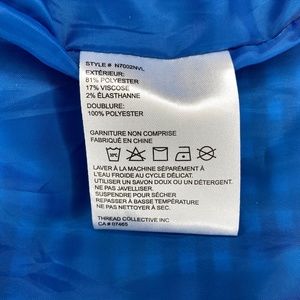 STYLE # N7002NVL
EXTÉRIEUR:
81% POLYESTER
17% VISCOSE
2% ÉLASTHANNE
DOUBLURE:
100% POLYESTER
GARNITURE NON COMPRISE
FABRIQUÉ EN CHINE
LAVER À LA MACHINE SÉPARÉMENT À
L'EAU FROIDE AU CYCLE DÉLICAT.
UTILISER UN SAVON DOUX OU UN DÉTERGENT.
NE PAS JAVELLISER.
SUSPENDRE POUR SÉCHER
REPASSER À BASSE TEMPÉRATURE
NE PAS NETTOYER À SEC.
THREAD COLLECTIVE INC
CA # 07465